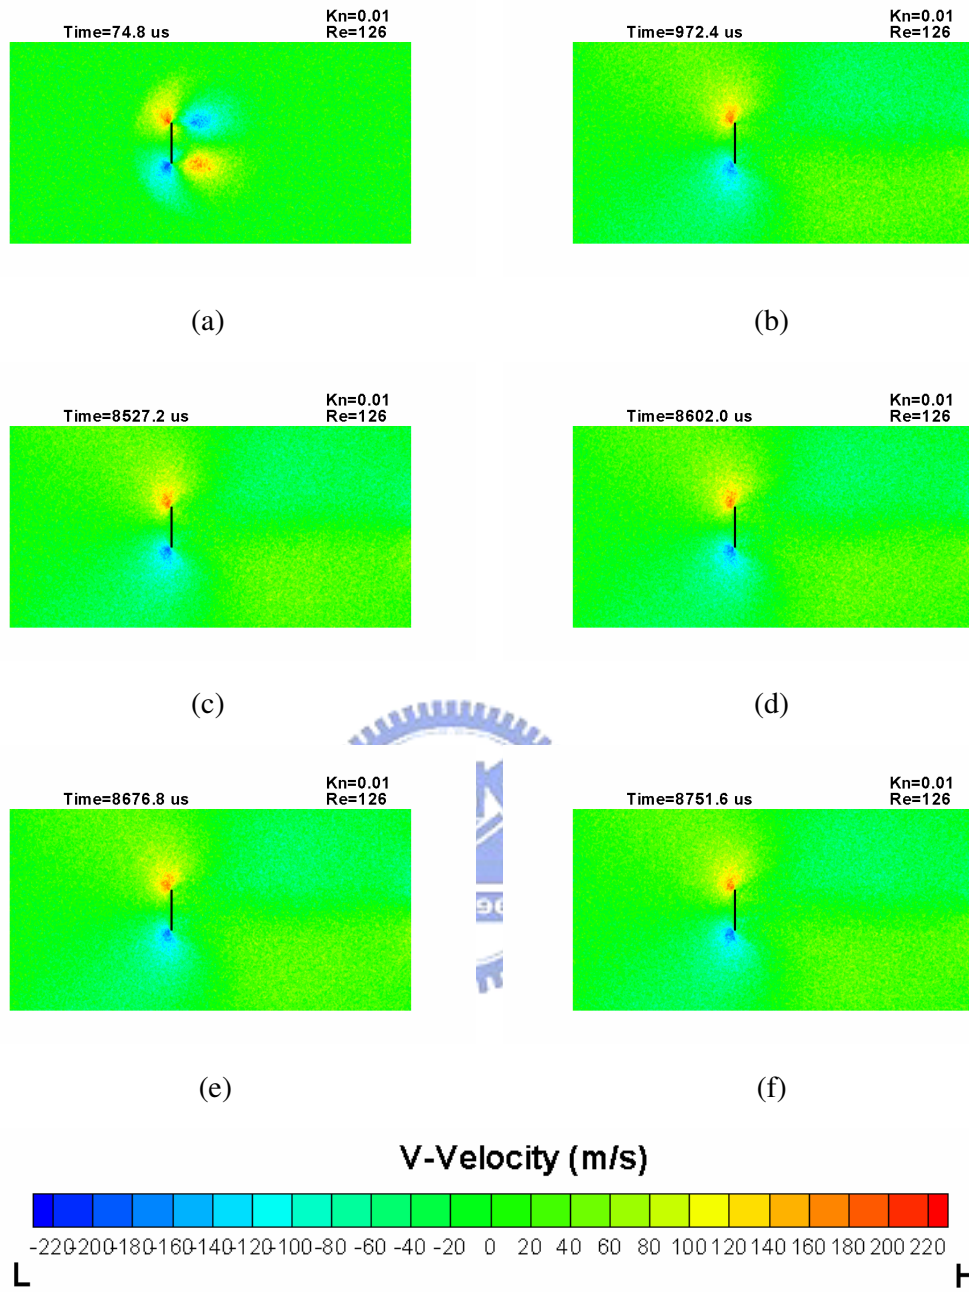 Time=74.8 us
Kn=0.01
Re=126
Time=972.4 us
Kn=0.01
Re=126
(a)
(b)
Time=8527.2 us
Kn=0.01
Re=126
Time=8602.0 us
Kn=0.01
Re=126
(c)
(d)
Time=8676.8 us
Kn=0.01
Re=126
Time=8751.6 us
Kn=0.01
Re=126
(e)
(f)
V-Velocity (m/s)
-220 -200 -180 -160 -140 -120 -100 -80 -60 -40 -20 0 20 40 60 80 100 120 140 160 180 200 220
L